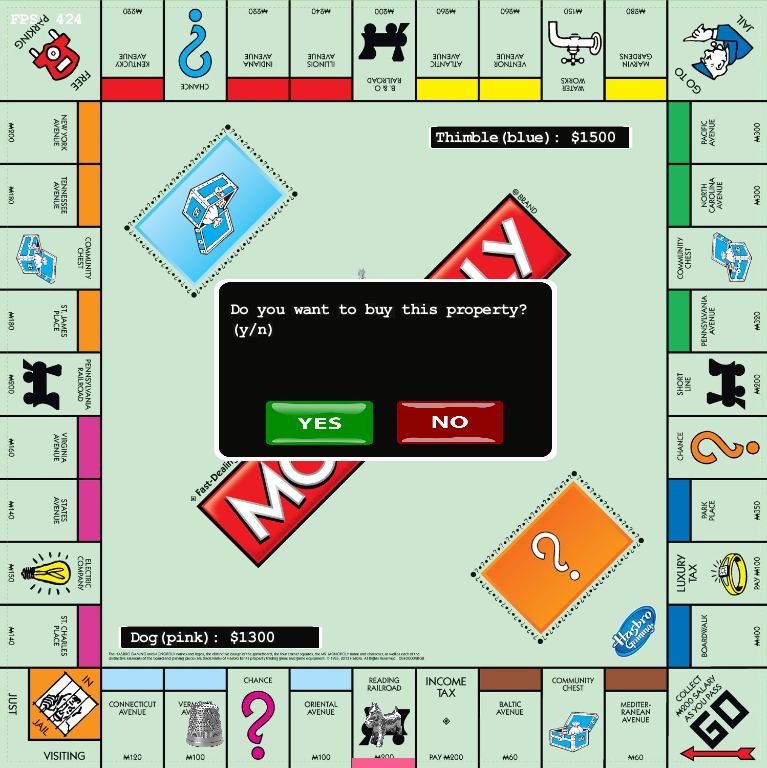 FPS: 424
FREE
PARKING
KENTUCKY
AVENUE
₩220
CHANCE
INDIANA
AVENUE
₩220
ILLINOIS
AVENUE
₩240
B. & O.
RAILROAD
₩200
ATLANTIC
AVENUE
₩260
VENTNOR
AVENUE
₩260
WATER
WORKS
₩150
MARVIN
GARDENS
₩280
GO TO
JAIL
NEW YORK
AVENUE
₩200
TENNESSEE
AVENUE
₩180
COMMUNITY
CHEST
ST. JAMES
PLACE
₩180
PENNSYLVANIA
RAILROAD
₩200
VIRGINIA
AVENUE
₩160
STATES
AVENUE
₩140
ELECTRIC
COMPANY
₩150
ST. CHARLES
PLACE
₩140
Thimble(blue): $1500
® BRAND
LY
Do you want to buy this property?
(y/n)
YES
NO
MO
Fast-Dealing
?
Hasbro
Gaming
Dog(pink): $1300
PACIFIC
AVENUE
₩300
NORTH
CAROLINA
AVENUE
₩300
COMMUNITY
CHEST
PENNSYLVANIA
AVENUE
₩320
SHORT
LINE
₩200
CHANCE
PARK
PLACE
₩350
LUXURY
TAX
PAY ₩100
BOARDWALK
₩400
JUST
IN
JAIL
VISITING
CONNECTICUT
AVENUE
₩120
AVENUE
₩100
CHANCE
ORIENTAL
AVENUE
₩100
READING
RAILROAD
₩200
INCOME
TAX
PAY ₩200
BALTIC
AVENUE
₩60
COMMUNITY
CHEST
MEDITER-
RANEAN
AVENUE
₩60
COLLECT
₩200 SALARY
AS YOU PASS
GO